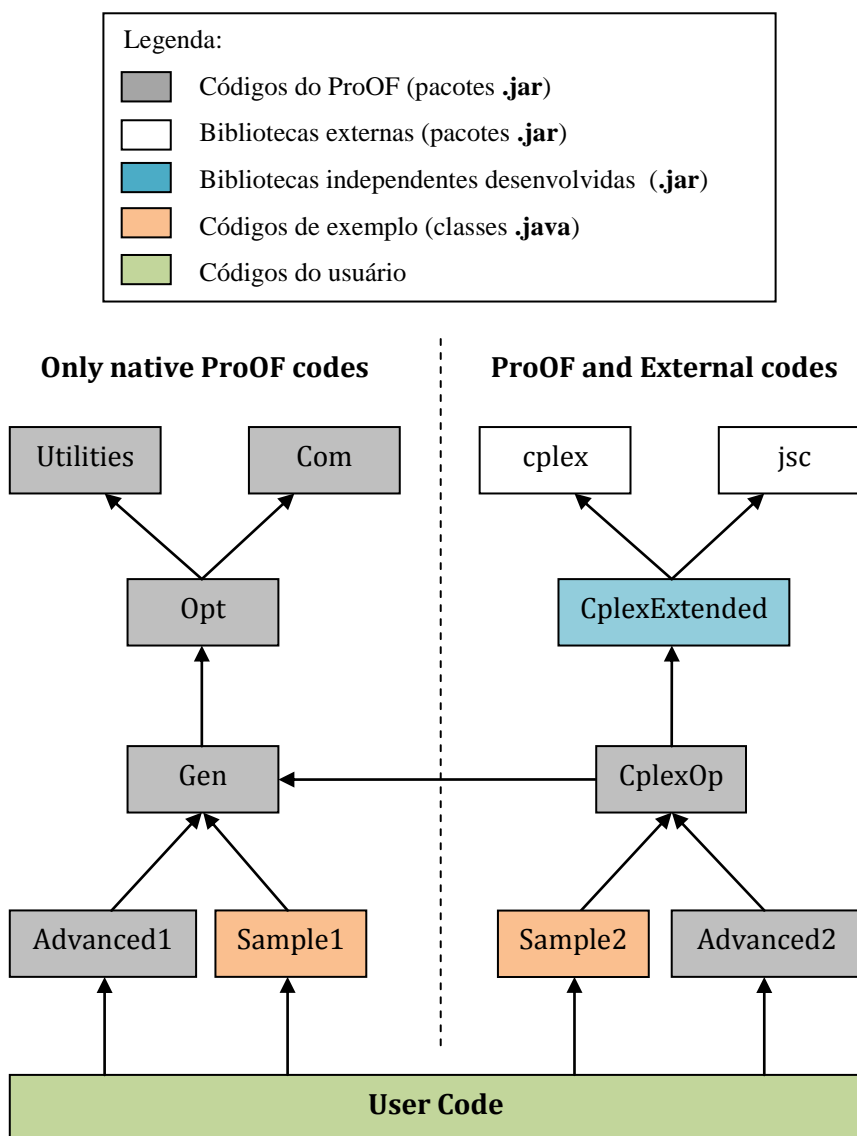 Legenda:
Códigos do ProOF (pacotes .jar)
Bibliotecas externas (pacotes .jar)
Bibliotecas independentes desenvolvidas (.jar)
Códigos de exemplo (classes .java)
Códigos do usuário
Only native ProOF codes
ProOF and External codes
Utilities
Com
cplex
jsc
Opt
CplexExtended
Gen
CplexOp
Advanced1
Sample1
Sample2
Advanced2
User Code